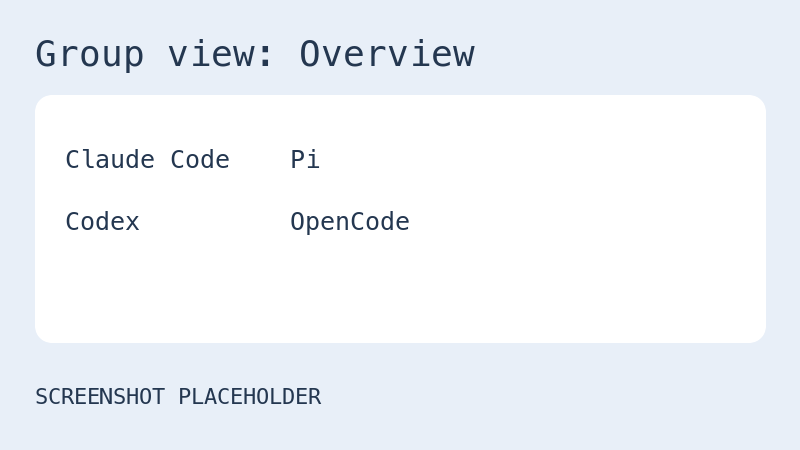 Group view: Overview
Claude Code    Pi
Codex    OpenCode
SCREENSHOT PLACEHOLDER